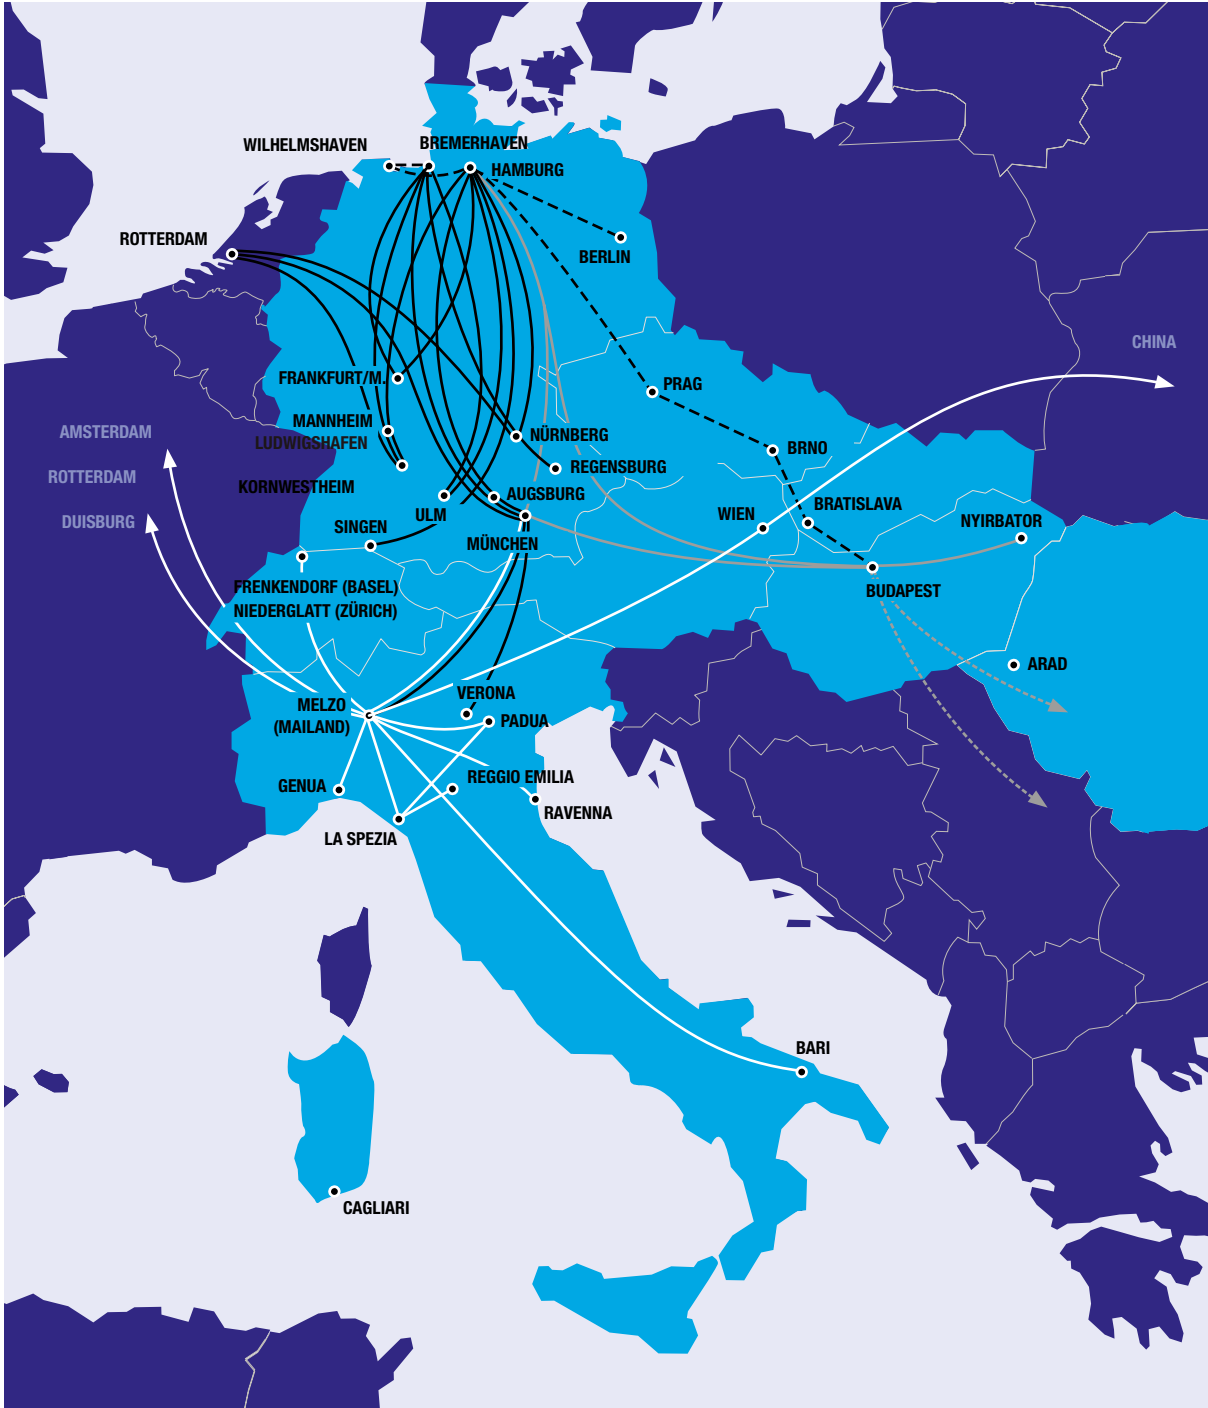 WILHELMSHAVEN
BREMERHAVEN
HAMBURG
ROTTERDAM
BERLIN
CHINA
FRANKFURT/M.
PRAG
MANNHEIM
LUDWIGSHAFEN
AMSTERDAM
NÜRNBERG
BRNO
ROTTERDAM
REGENSBURG
KORNWESTHEIM
AUGSBURG
BRATISLAVA
DUISBURG
ULM
WIEN
NYIRBATOR
SINGEN
MÜNCHEN
FRENKENDORF (BASEL)
NIEDERGLATT (ZÜRICH)
BUDAPEST
ARAD
VERONA
MELZO
(MAILAND)
PADUA
GENUA
REGGIO EMILIA
RAVENNA
LA SPEZIA
BARI
CAGLIARI